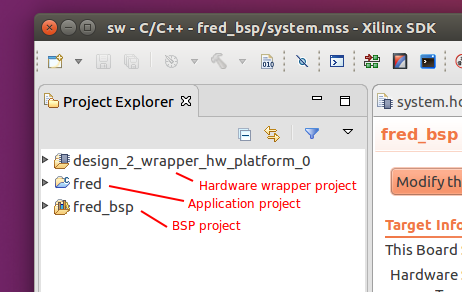 sw - C/C++ - fred_bsp/system.mss - Xilinx SDK
010
Project Explorer
system.h
design_2_wrapper_hw_platform_0
Hardware wrapper project
fred
Application project
fred_bsp
BSP project
fred_bsp
Modify th
Target Info
This Board S
Hardware